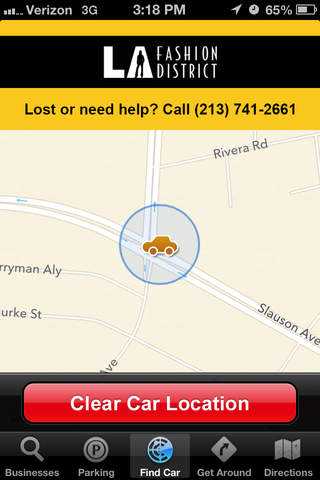 Verizon 3G 3:18 PM 65%
LA FASHION
DISTRICT
Lost or need help? Call (213) 741-2661
Rivera Rd
rryman Aly
Slauson Ave
urke St
Ave
Clear Car Location
P
Businesses Parking Find Car Get Around Directions